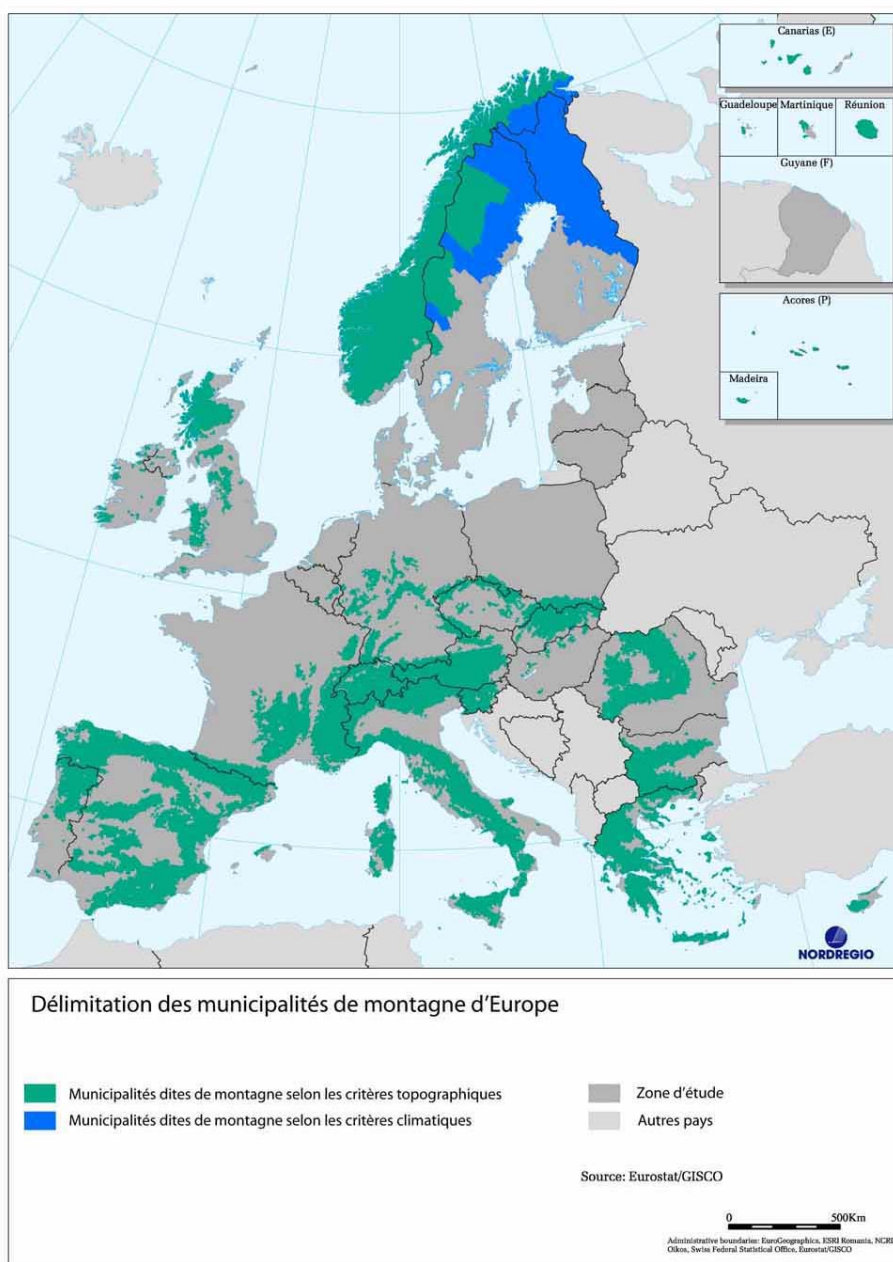 Canarias (E)
Guadeloupe
Martinique
Réunion
Guyane (F)
Acores (P)
Madeira
NORDREGIO
Délimitation des municipalités de montagne d'Europe
Municipalités dites de montagne selon les critères topographiques
Municipalités dites de montagne selon les critères climatiques
Zone d'étude
Autres pays
Source: Eurostat/GISCO
0 500Km
Administrative boundaries: EuroGeographics, ESRI Romania, NCRD
Oikos, Swiss Federal Statistical Office, Eurostat/GISCO